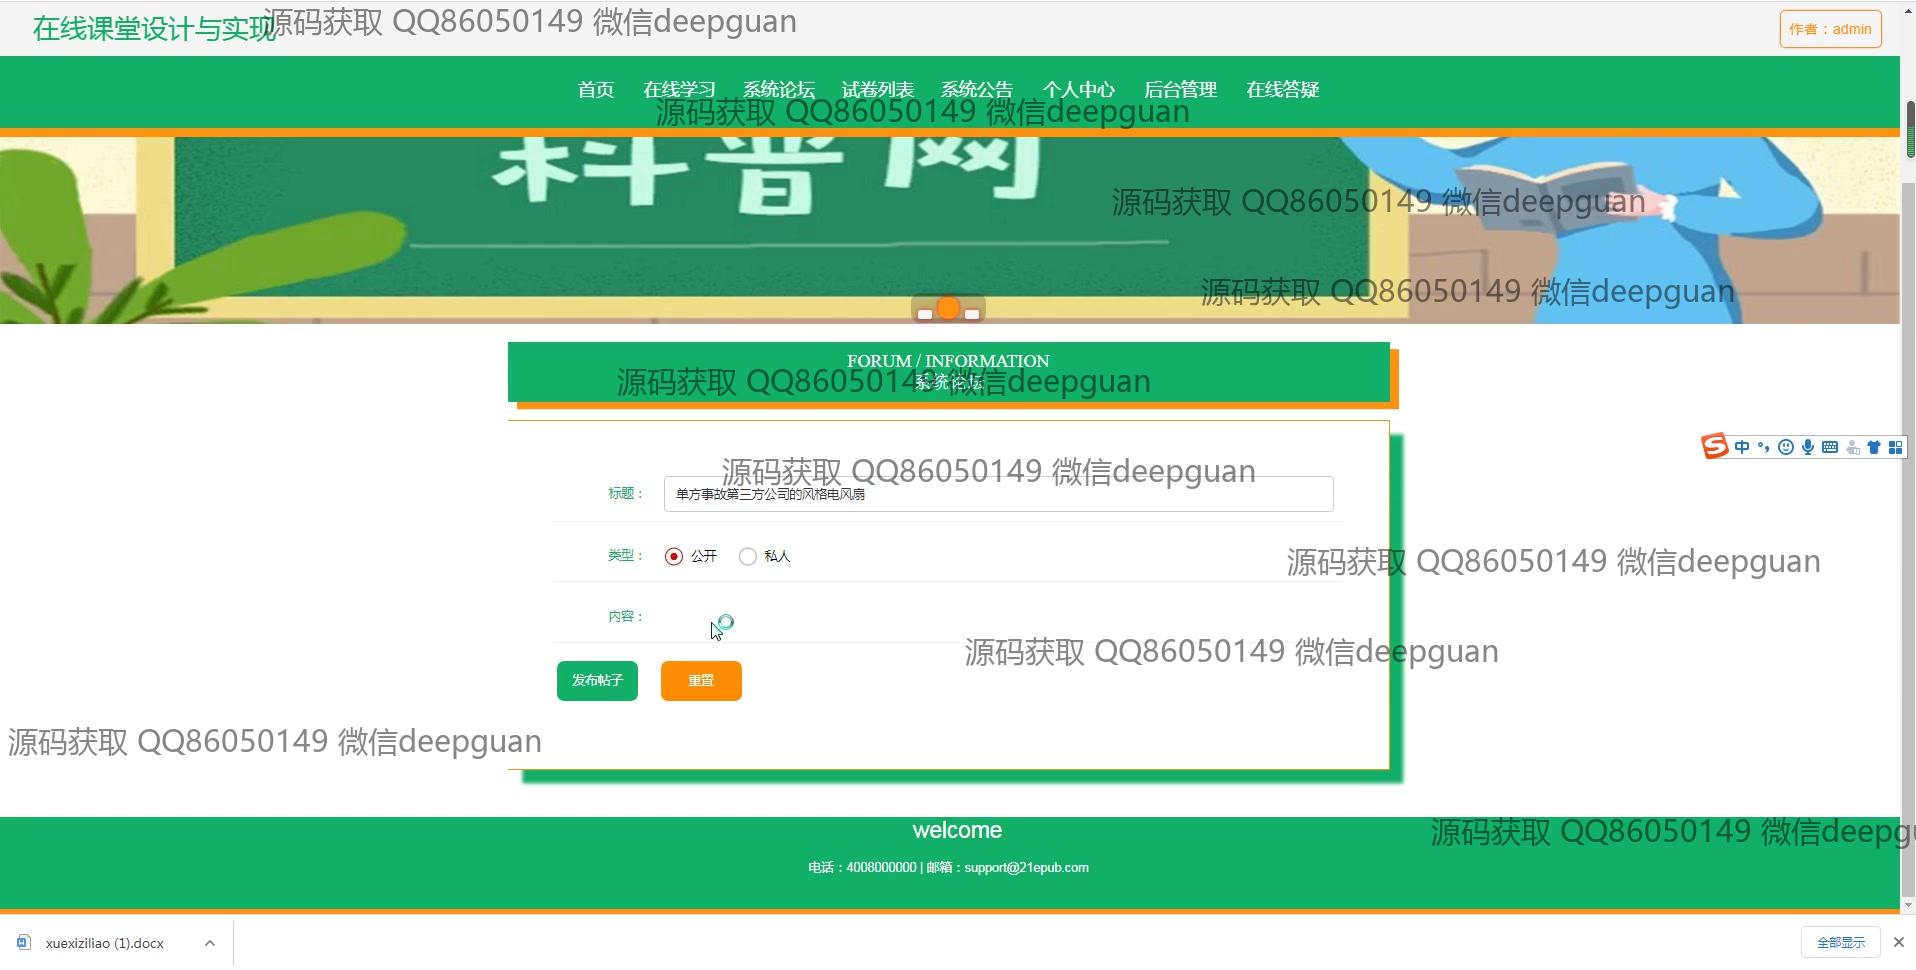 在线课堂设计与实现
源码获取 QQ86050149 微信deepguan
作者：admin
首页 在线学习 系统论坛 试卷列表 系统公告 个人中心 后台管理 在线答疑
源码获取 QQ86050149 微信deepguan
科普网
源码获取 QQ86050149 微信deepguan
源码获取 QQ86050149 微信deepguan
FORUM / INFORMATION
系统论坛
源码获取 QQ86050149 微信deepguan
源码获取 QQ86050149 微信deepguan
中
标题：
单方事故第三方公司的风格电风扇
类型：
公开
私人
源码获取 QQ86050149 微信deepguan
内容：
源码获取 QQ86050149 微信deepguan
发布帖子
重置
源码获取 QQ86050149 微信deepguan
welcome
源码获取 QQ86050149 微信deepgu
电话：4008000000 | 邮箱：support@21epub.com
xuexiziliao (1).docx
全部显示